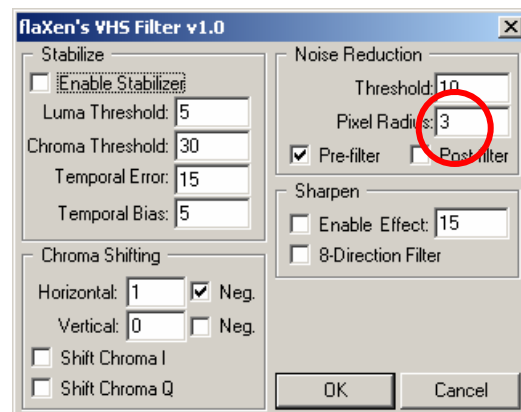 flaXen's VHS Filter v1.0
Stabilize
Enable Stabilizer
Luma Threshold: 5
Chroma Threshold: 30
Temporal Error: 15
Temporal Bias: 5
Chroma Shifting
Horizontal: 1 Neg.
Vertical: 0 Neg.
Shift Chroma I
Shift Chroma Q
Noise Reduction
Threshold: 10
Pixel Radius: 3
Pre-filter Post-filter
Sharpen
Enable Effect: 15
8-Direction Filter
OK Cancel